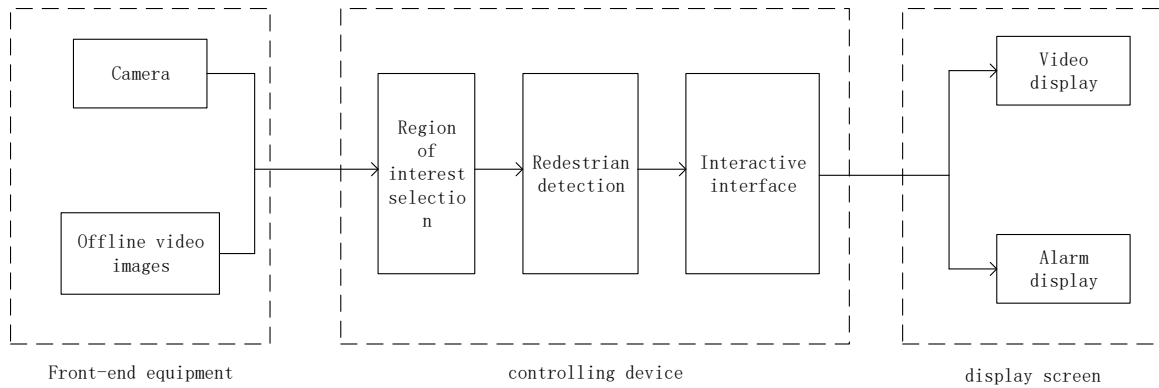 Camera
Offline video
images
Front-end equipment
Region
of
interest
selectio
n
Redestrian
detection
Interactive
interface
controlling device
Video
display
Alarm
display
display screen